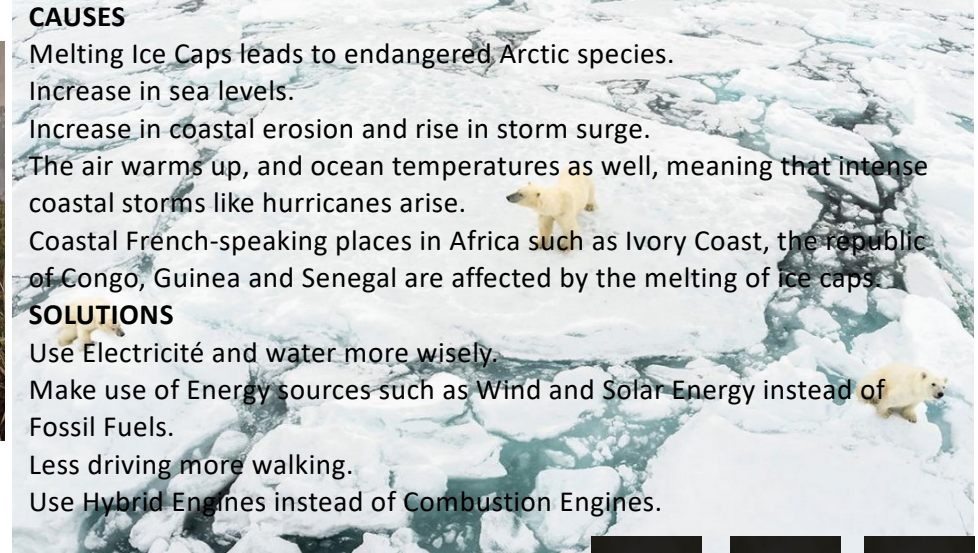 CAUSES
Melting Ice Caps leads to endangered Arctic species.
Increase in sea levels.
Increase in coastal erosion and rise in storm surge.
The air warms up, and ocean temperatures as well, meaning that intense
coastal storms like hurricanes arise.
Coastal French-speaking places in Africa such as Ivory Coast, the republic
of Congo, Guinea and Senegal are affected by the melting of ice caps.
SOLUTIONS
Use Electricité and water more wisely.
Make use of Energy sources such as Wind and Solar Energy instead of
Fossil Fuels.
Less driving more walking.
Use Hybrid Engines instead of Combustion Engines.